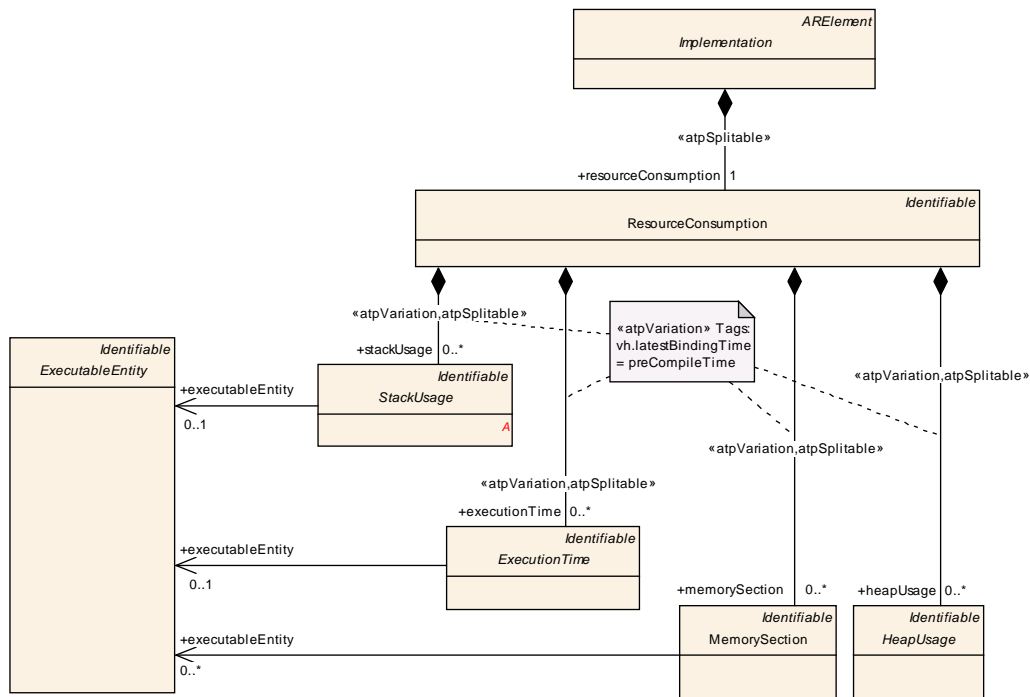 ARElement
Implementation
«atpSplitable»
+resourceConsumption 1
Identifiable
ResourceConsumption
«atpVariation,atpSplitable»
«atpVariation» Tags:
vh.latestBindingTime
= preCompileTime
+stackUsage 0..*
Identifiable
ExecutableEntity
Identifiable
StackUsage
A
+executableEntity
0..1
«atpVariation,atpSplitable»
«atpVariation,atpSplitable»
«atpVariation,atpSplitable»
+executionTime 0..*
Identifiable
ExecutionTime
+executableEntity
0..1
+memorySection 0..*
+heapUsage 0..*
Identifiable
MemorySection
Identifiable
HeapUsage
+executableEntity
0..*